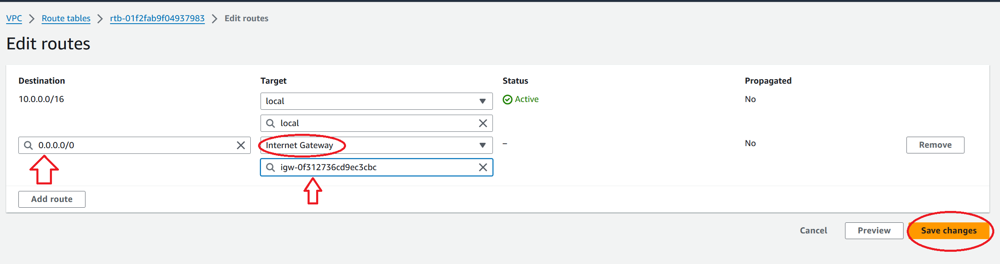 VPC > Route tables > rtb-01f2fab9f04937983 > Edit routes
Edit routes
Destination Target Status Propagated
10.0.0.0/16 local Active No
local
0.0.0.0/0 Internet Gateway – No Remove
igw-0f312736cd9ec3cbc
Add route
Cancel Preview Save changes